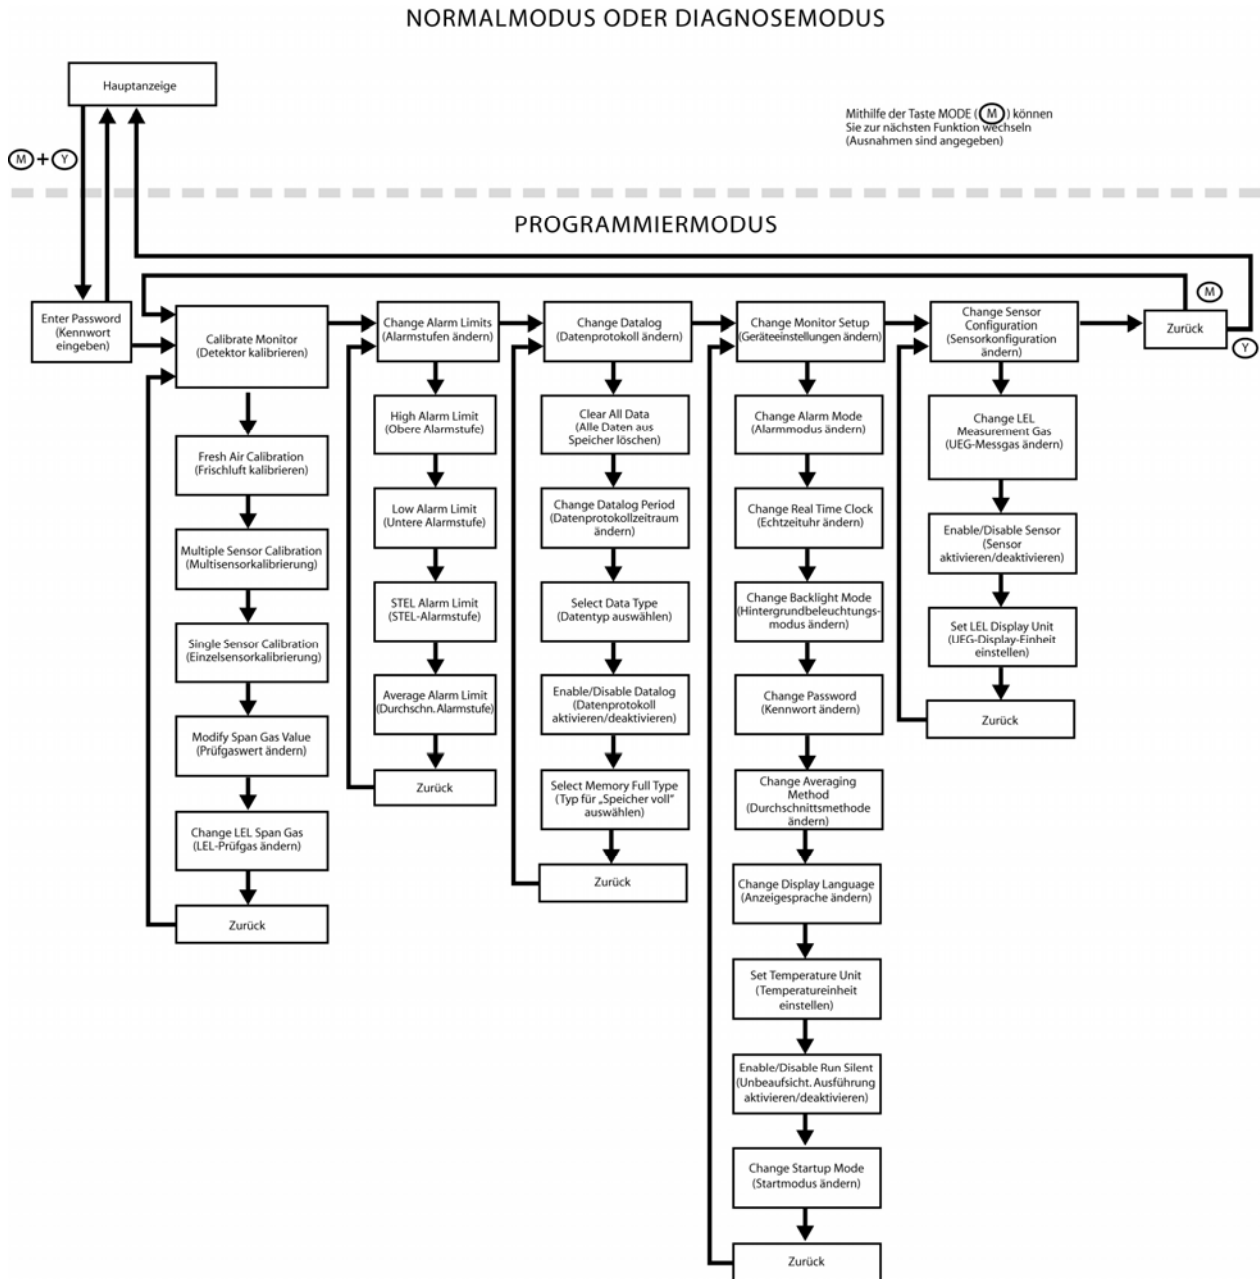 NORMALMODUS ODER DIAGNOSEMODUS
Hauptanzeige
Mithilfe der Taste MODE ( M ) können
Sie zur nächsten Funktion wechseln
(Ausnahmen sind angegeben)
M + Y
PROGRAMMIERMODUS
Enter Password
(Kennwort
eingeben)
Calibrate Monitor
(Detektor kalibrieren)
Fresh Air Calibration
(Frischluft kalibrieren)
Multiple Sensor Calibration
(Multisensorkalibrierung)
Single Sensor Calibration
(Einzelsensorkalibrierung)
Modify Span Gas Value
(Prüfgaswert ändern)
Change LEL Span Gas
(LEL-Prüfgas ändern)
Zurück
Change Alarm Limits
(Alarmstufen ändern)
High Alarm Limit
(Obere Alarmstufe)
Low Alarm Limit
(Untere Alarmstufe)
STEL Alarm Limit
(STEL-Alarmstufe)
Average Alarm Limit
(Durchschn. Alarmstufe)
Zurück
Change Datalog
(Datenprotokoll ändern)
Clear All Data
(Alle Daten aus
Speicher löschen)
Change Datalog Period
(Datenprotokollzeitraum
ändern)
Select Data Type
(Datentyp auswählen)
Enable/Disable Datalog
(Datenprotokoll
aktivieren/deaktivieren)
Select Memory Full Type
(Typ für „Speicher voll“
auswählen)
Zurück
Change Monitor Setup
(Geräteeinstellungen ändern)
Change Alarm Mode
(Alarmmodus ändern)
Change Real Time Clock
(Echtzeituhr ändern)
Change Backlight Mode
(Hintergrundbeleuchtungs-
modus ändern)
Change Password
(Kennwort ändern)
Change Averaging
Method
(Durchschnittsmethode
ändern)
Change Display Language
(Anzeigesprache ändern)
Set Temperature Unit
(Temperatureinheit
einstellen)
Enable/Disable Run Silent
(Unbeaufsicht. Ausführung
aktivieren/deaktivieren)
Change Startup Mode
(Startmodus ändern)
Zurück
Change Sensor
Configuration
(Sensorkonfiguration
ändern)
Change LEL
Measurement Gas
(UEG-Messgas ändern)
Enable/Disable Sensor
(Sensor
aktivieren/deaktivieren)
Set LEL Display Unit
(UEG-Display-Einheit
einstellen)
Zurück
M
Zurück
Y